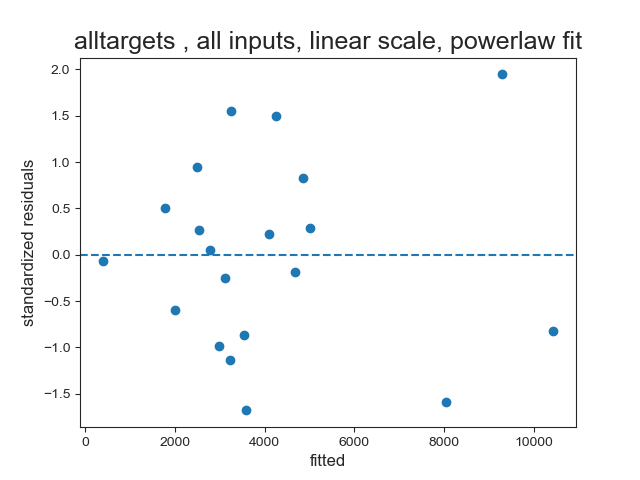 alltargets , all inputs, linear scale, powerlaw fit
2.0
1.5
1.0
0.5
0.0
−0.5
−1.0
−1.5
standardized residuals
0 2000 4000 6000 8000 10000
fitted